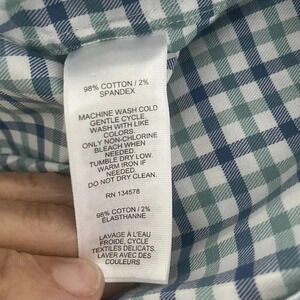 98% COTTON / 2%
SPANDEX
MACHINE WASH COLD
GENTLE CYCLE.
WASH WITH LIKE
COLORS.
ONLY NON-CHLORINE
BLEACH WHEN
NEEDED.
TUMBLE DRY LOW.
WARM IRON IF
NEEDED.
DO NOT DRY CLEAN.
RN 134578
98% COTON / 2%
ELASTHANNE
LAVAGE À L'EAU
FROIDE, CYCLE
TEXTILES DÉLICATS.
LAVER AVEC DES
COULEURS